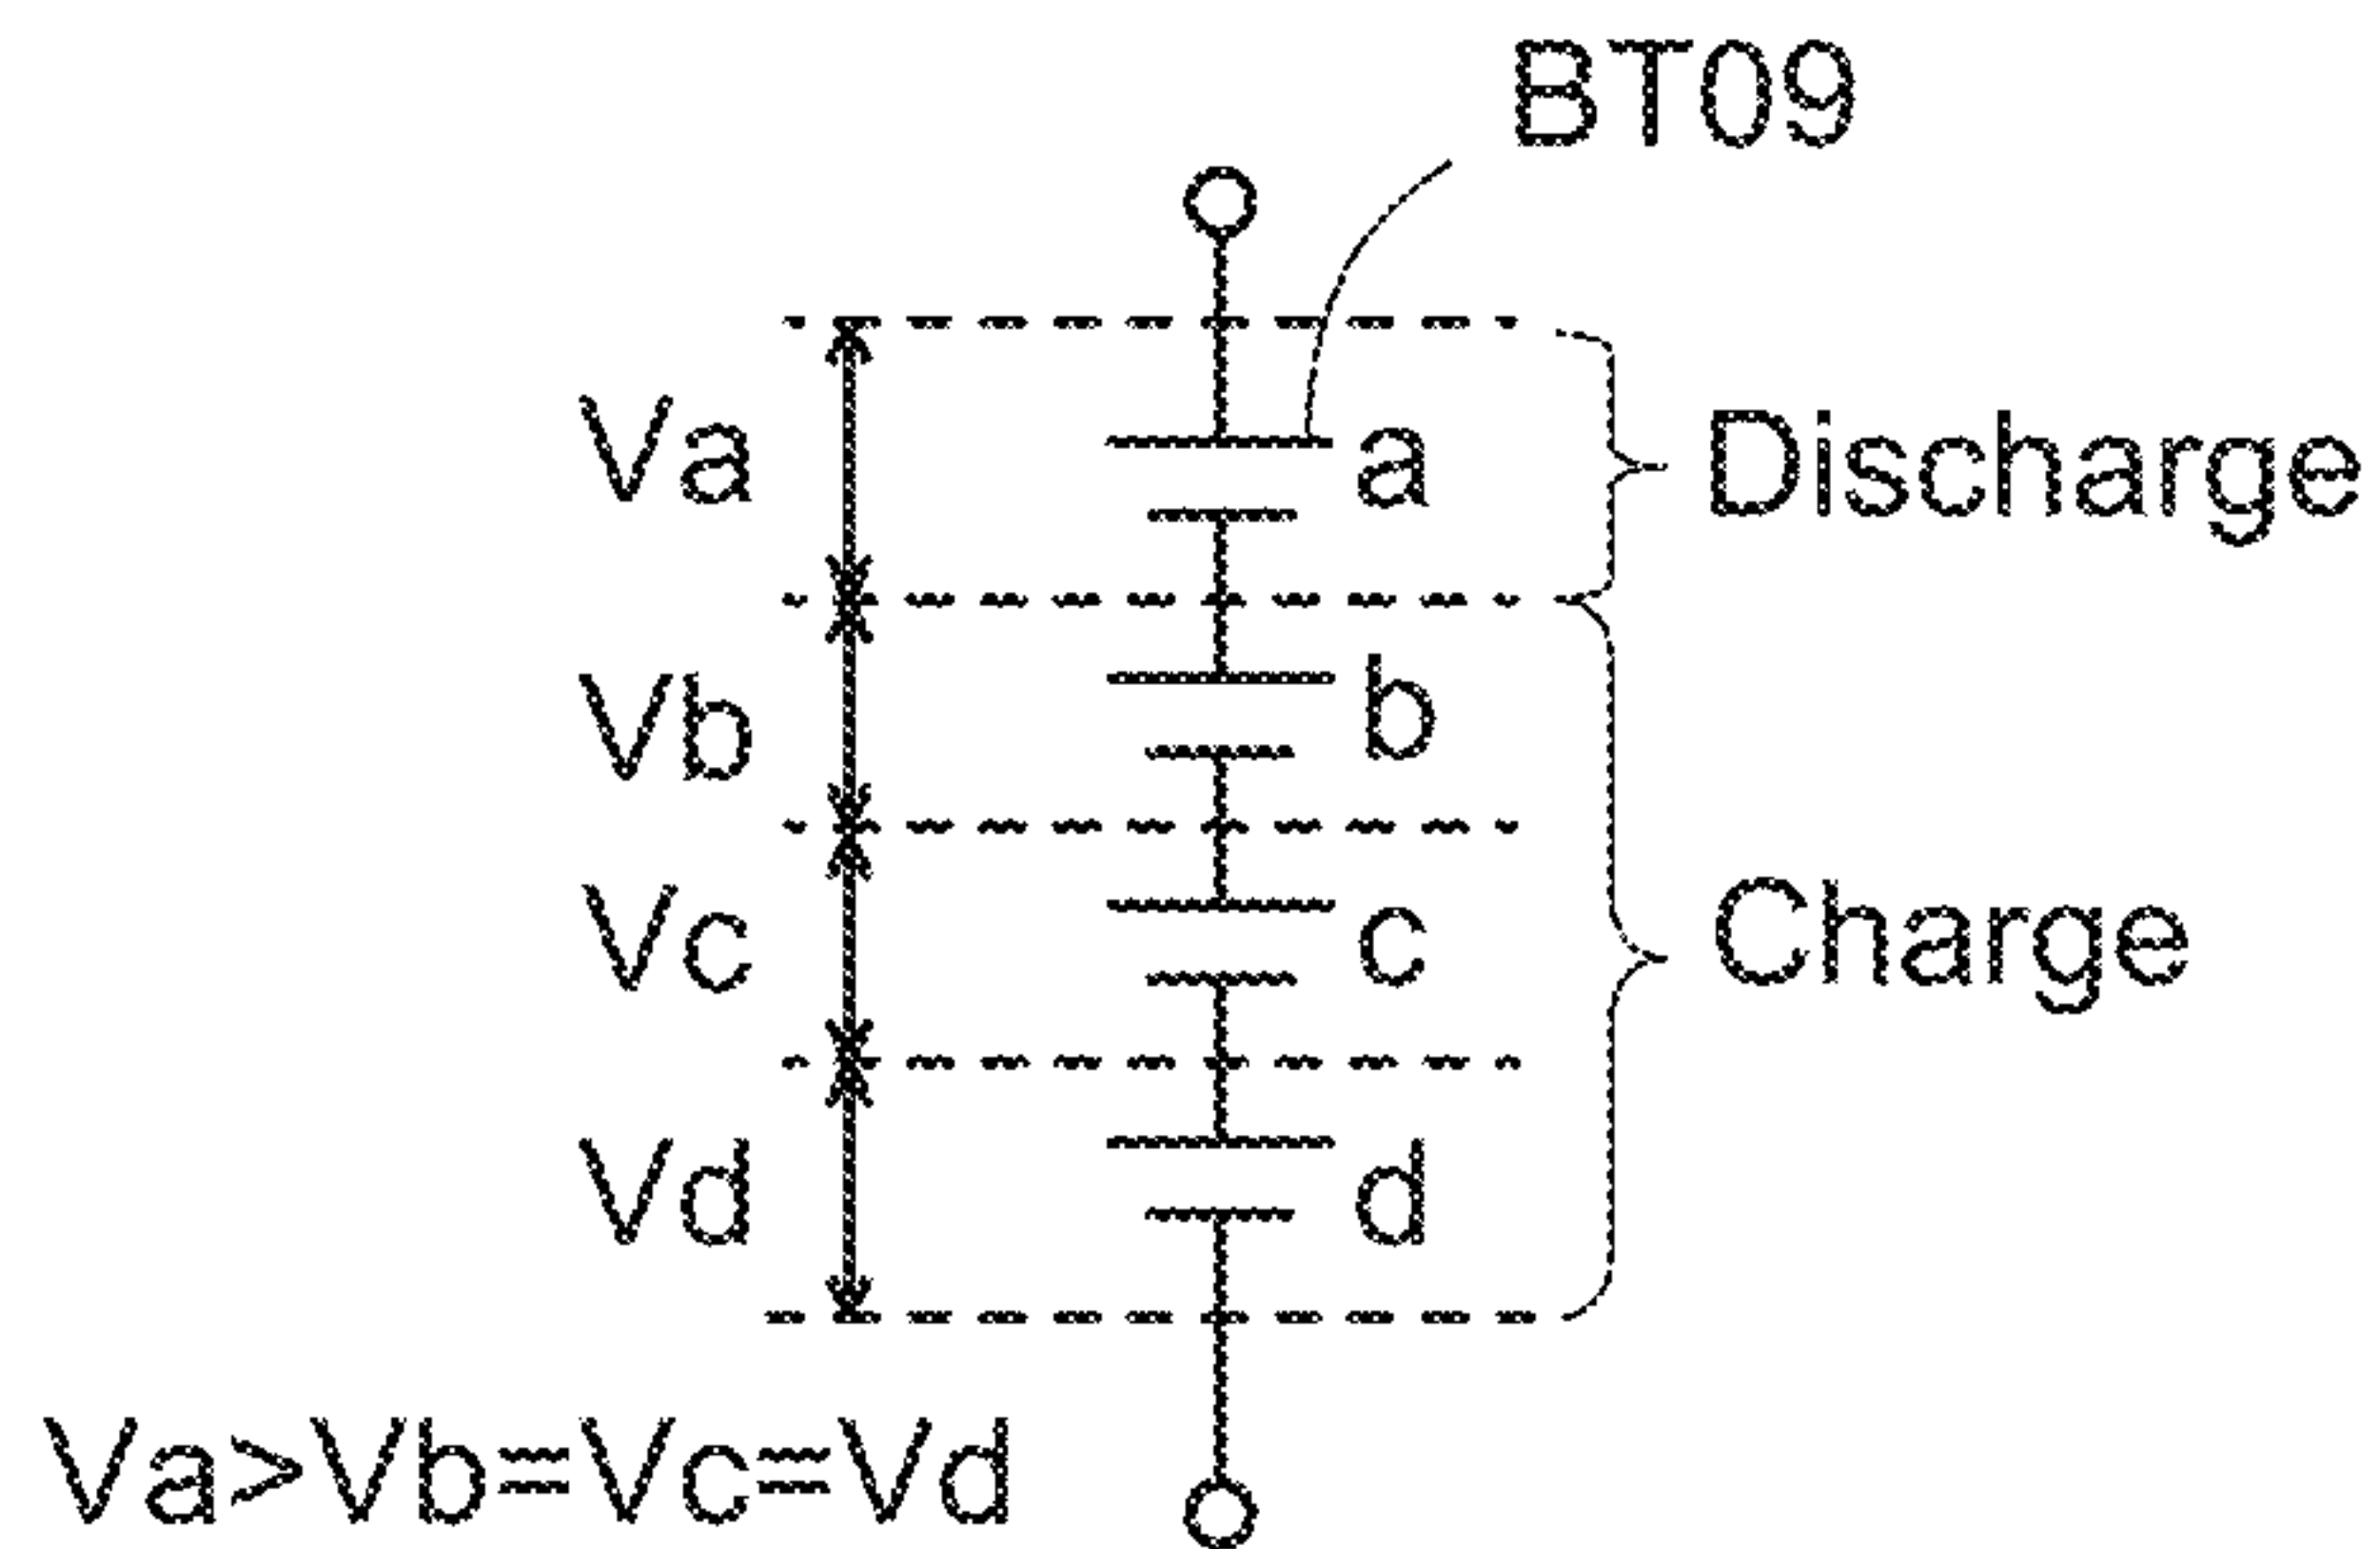 BT09
Va
a
Discharge
Vb
b
Vc
c
Charge
Vd
d
Va>Vb=Vc=Vd